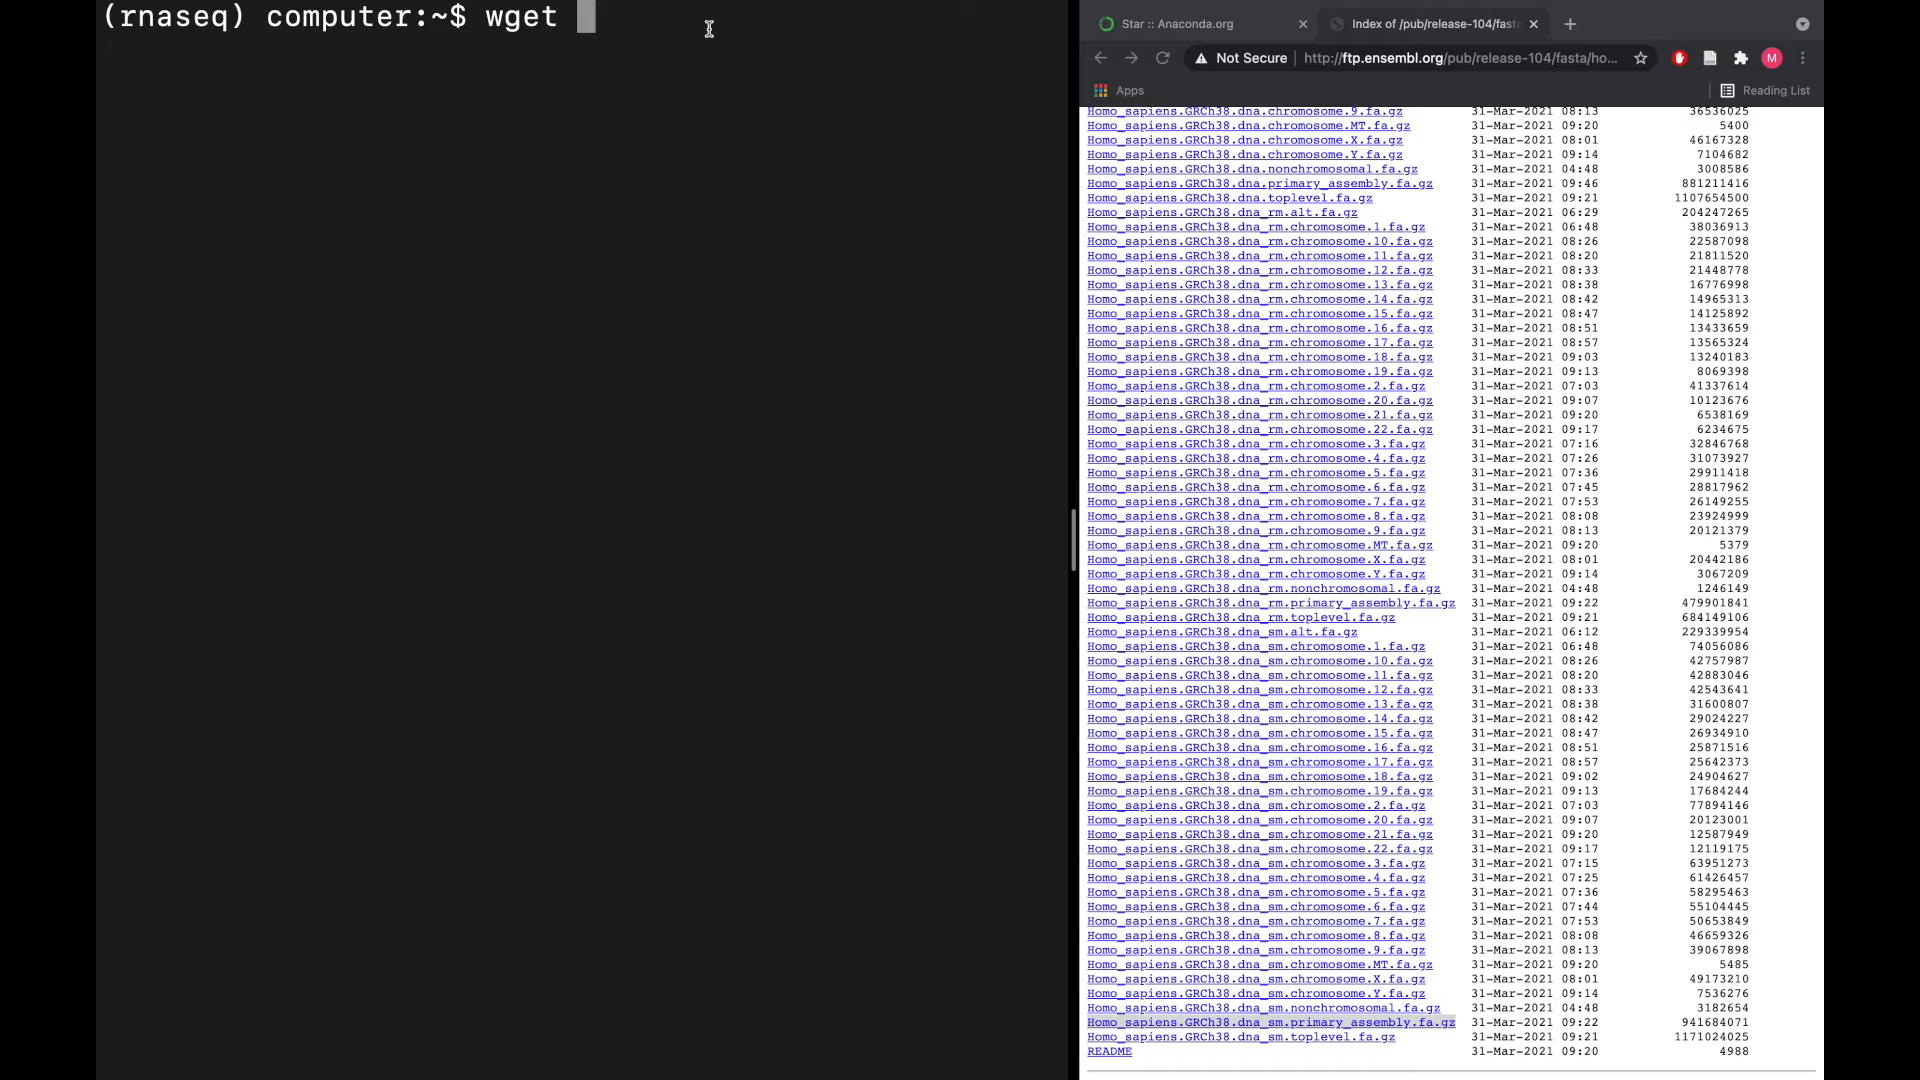 (rnaseq) computer:~$ wget
Star :: Anaconda.org
Index of /pub/release-104/fast
Not Secure | http://ftp.ensembl.org/pub/release-104/fasta/ho...
M
Apps
Reading List
Homo_sapiens.GRCh38.dna.chromosome.9.fa.gz 31-Mar-2021 08:13 36536025
Homo_sapiens.GRCh38.dna.chromosome.MT.fa.gz 31-Mar-2021 09:20 5400
Homo_sapiens.GRCh38.dna.chromosome.X.fa.gz 31-Mar-2021 08:01 46167328
Homo_sapiens.GRCh38.dna.chromosome.Y.fa.gz 31-Mar-2021 09:14 7104682
Homo_sapiens.GRCh38.dna.nonchromosomal.fa.gz 31-Mar-2021 04:48 3008586
Homo_sapiens.GRCh38.dna.primary_assembly.fa.gz 31-Mar-2021 09:46 881211416
Homo_sapiens.GRCh38.dna.toplevel.fa.gz 31-Mar-2021 09:21 1107654500
Homo_sapiens.GRCh38.dna_rm.alt.fa.gz 31-Mar-2021 06:29 204247265
Homo_sapiens.GRCh38.dna_rm.chromosome.1.fa.gz 31-Mar-2021 06:48 38036913
Homo_sapiens.GRCh38.dna_rm.chromosome.10.fa.gz 31-Mar-2021 08:26 22587098
Homo_sapiens.GRCh38.dna_rm.chromosome.11.fa.gz 31-Mar-2021 08:20 21811520
Homo_sapiens.GRCh38.dna_rm.chromosome.12.fa.gz 31-Mar-2021 08:33 21448778
Homo_sapiens.GRCh38.dna_rm.chromosome.13.fa.gz 31-Mar-2021 08:38 16776998
Homo_sapiens.GRCh38.dna_rm.chromosome.14.fa.gz 31-Mar-2021 08:42 14965313
Homo_sapiens.GRCh38.dna_rm.chromosome.15.fa.gz 31-Mar-2021 08:47 14125892
Homo_sapiens.GRCh38.dna_rm.chromosome.16.fa.gz 31-Mar-2021 08:51 13433659
Homo_sapiens.GRCh38.dna_rm.chromosome.17.fa.gz 31-Mar-2021 08:57 13565324
Homo_sapiens.GRCh38.dna_rm.chromosome.18.fa.gz 31-Mar-2021 09:03 13240183
Homo_sapiens.GRCh38.dna_rm.chromosome.19.fa.gz 31-Mar-2021 09:13 8069398
Homo_sapiens.GRCh38.dna_rm.chromosome.2.fa.gz 31-Mar-2021 07:03 41337614
Homo_sapiens.GRCh38.dna_rm.chromosome.20.fa.gz 31-Mar-2021 09:07 10123676
Homo_sapiens.GRCh38.dna_rm.chromosome.21.fa.gz 31-Mar-2021 09:20 6538169
Homo_sapiens.GRCh38.dna_rm.chromosome.22.fa.gz 31-Mar-2021 09:17 6234675
Homo_sapiens.GRCh38.dna_rm.chromosome.3.fa.gz 31-Mar-2021 07:16 32846768
Homo_sapiens.GRCh38.dna_rm.chromosome.4.fa.gz 31-Mar-2021 07:26 31073927
Homo_sapiens.GRCh38.dna_rm.chromosome.5.fa.gz 31-Mar-2021 07:36 29911418
Homo_sapiens.GRCh38.dna_rm.chromosome.6.fa.gz 31-Mar-2021 07:45 28817962
Homo_sapiens.GRCh38.dna_rm.chromosome.7.fa.gz 31-Mar-2021 07:53 26149255
Homo_sapiens.GRCh38.dna_rm.chromosome.8.fa.gz 31-Mar-2021 08:08 23924999
Homo_sapiens.GRCh38.dna_rm.chromosome.9.fa.gz 31-Mar-2021 08:13 20121379
Homo_sapiens.GRCh38.dna_rm.chromosome.MT.fa.gz 31-Mar-2021 09:20 5379
Homo_sapiens.GRCh38.dna_rm.chromosome.X.fa.gz 31-Mar-2021 08:01 20442186
Homo_sapiens.GRCh38.dna_rm.chromosome.Y.fa.gz 31-Mar-2021 09:14 3067209
Homo_sapiens.GRCh38.dna_rm.nonchromosomal.fa.gz 31-Mar-2021 04:48 1246149
Homo_sapiens.GRCh38.dna_rm.primary_assembly.fa.gz 31-Mar-2021 09:22 479901841
Homo_sapiens.GRCh38.dna_rm.toplevel.fa.gz 31-Mar-2021 09:21 684149106
Homo_sapiens.GRCh38.dna_sm.alt.fa.gz 31-Mar-2021 06:12 229339954
Homo_sapiens.GRCh38.dna_sm.chromosome.1.fa.gz 31-Mar-2021 06:48 74056086
Homo_sapiens.GRCh38.dna_sm.chromosome.10.fa.gz 31-Mar-2021 08:26 42757987
Homo_sapiens.GRCh38.dna_sm.chromosome.11.fa.gz 31-Mar-2021 08:20 42883046
Homo_sapiens.GRCh38.dna_sm.chromosome.12.fa.gz 31-Mar-2021 08:33 42543641
Homo_sapiens.GRCh38.dna_sm.chromosome.13.fa.gz 31-Mar-2021 08:38 31600807
Homo_sapiens.GRCh38.dna_sm.chromosome.14.fa.gz 31-Mar-2021 08:42 29024227
Homo_sapiens.GRCh38.dna_sm.chromosome.15.fa.gz 31-Mar-2021 08:47 26934910
Homo_sapiens.GRCh38.dna_sm.chromosome.16.fa.gz 31-Mar-2021 08:51 25871516
Homo_sapiens.GRCh38.dna_sm.chromosome.17.fa.gz 31-Mar-2021 08:57 25642373
Homo_sapiens.GRCh38.dna_sm.chromosome.18.fa.gz 31-Mar-2021 09:02 24904627
Homo_sapiens.GRCh38.dna_sm.chromosome.19.fa.gz 31-Mar-2021 09:13 17684244
Homo_sapiens.GRCh38.dna_sm.chromosome.2.fa.gz 31-Mar-2021 07:03 77894146
Homo_sapiens.GRCh38.dna_sm.chromosome.20.fa.gz 31-Mar-2021 09:07 20123001
Homo_sapiens.GRCh38.dna_sm.chromosome.21.fa.gz 31-Mar-2021 09:20 12587949
Homo_sapiens.GRCh38.dna_sm.chromosome.22.fa.gz 31-Mar-2021 09:17 12119175
Homo_sapiens.GRCh38.dna_sm.chromosome.3.fa.gz 31-Mar-2021 07:15 63951273
Homo_sapiens.GRCh38.dna_sm.chromosome.4.fa.gz 31-Mar-2021 07:25 61426457
Homo_sapiens.GRCh38.dna_sm.chromosome.5.fa.gz 31-Mar-2021 07:36 58295463
Homo_sapiens.GRCh38.dna_sm.chromosome.6.fa.gz 31-Mar-2021 07:44 55104445
Homo_sapiens.GRCh38.dna_sm.chromosome.7.fa.gz 31-Mar-2021 07:53 50653849
Homo_sapiens.GRCh38.dna_sm.chromosome.8.fa.gz 31-Mar-2021 08:08 46659326
Homo_sapiens.GRCh38.dna_sm.chromosome.9.fa.gz 31-Mar-2021 08:13 39067898
Homo_sapiens.GRCh38.dna_sm.chromosome.MT.fa.gz 31-Mar-2021 09:20 5485
Homo_sapiens.GRCh38.dna_sm.chromosome.X.fa.gz 31-Mar-2021 08:01 49173210
Homo_sapiens.GRCh38.dna_sm.chromosome.Y.fa.gz 31-Mar-2021 09:14 7536276
Homo_sapiens.GRCh38.dna_sm.nonchromosomal.fa.gz 31-Mar-2021 04:48 3182654
Homo_sapiens.GRCh38.dna_sm.primary_assembly.fa.gz 31-Mar-2021 09:22 941684071
Homo_sapiens.GRCh38.dna_sm.toplevel.fa.gz 31-Mar-2021 09:21 1171024025
README 31-Mar-2021 09:20 4988